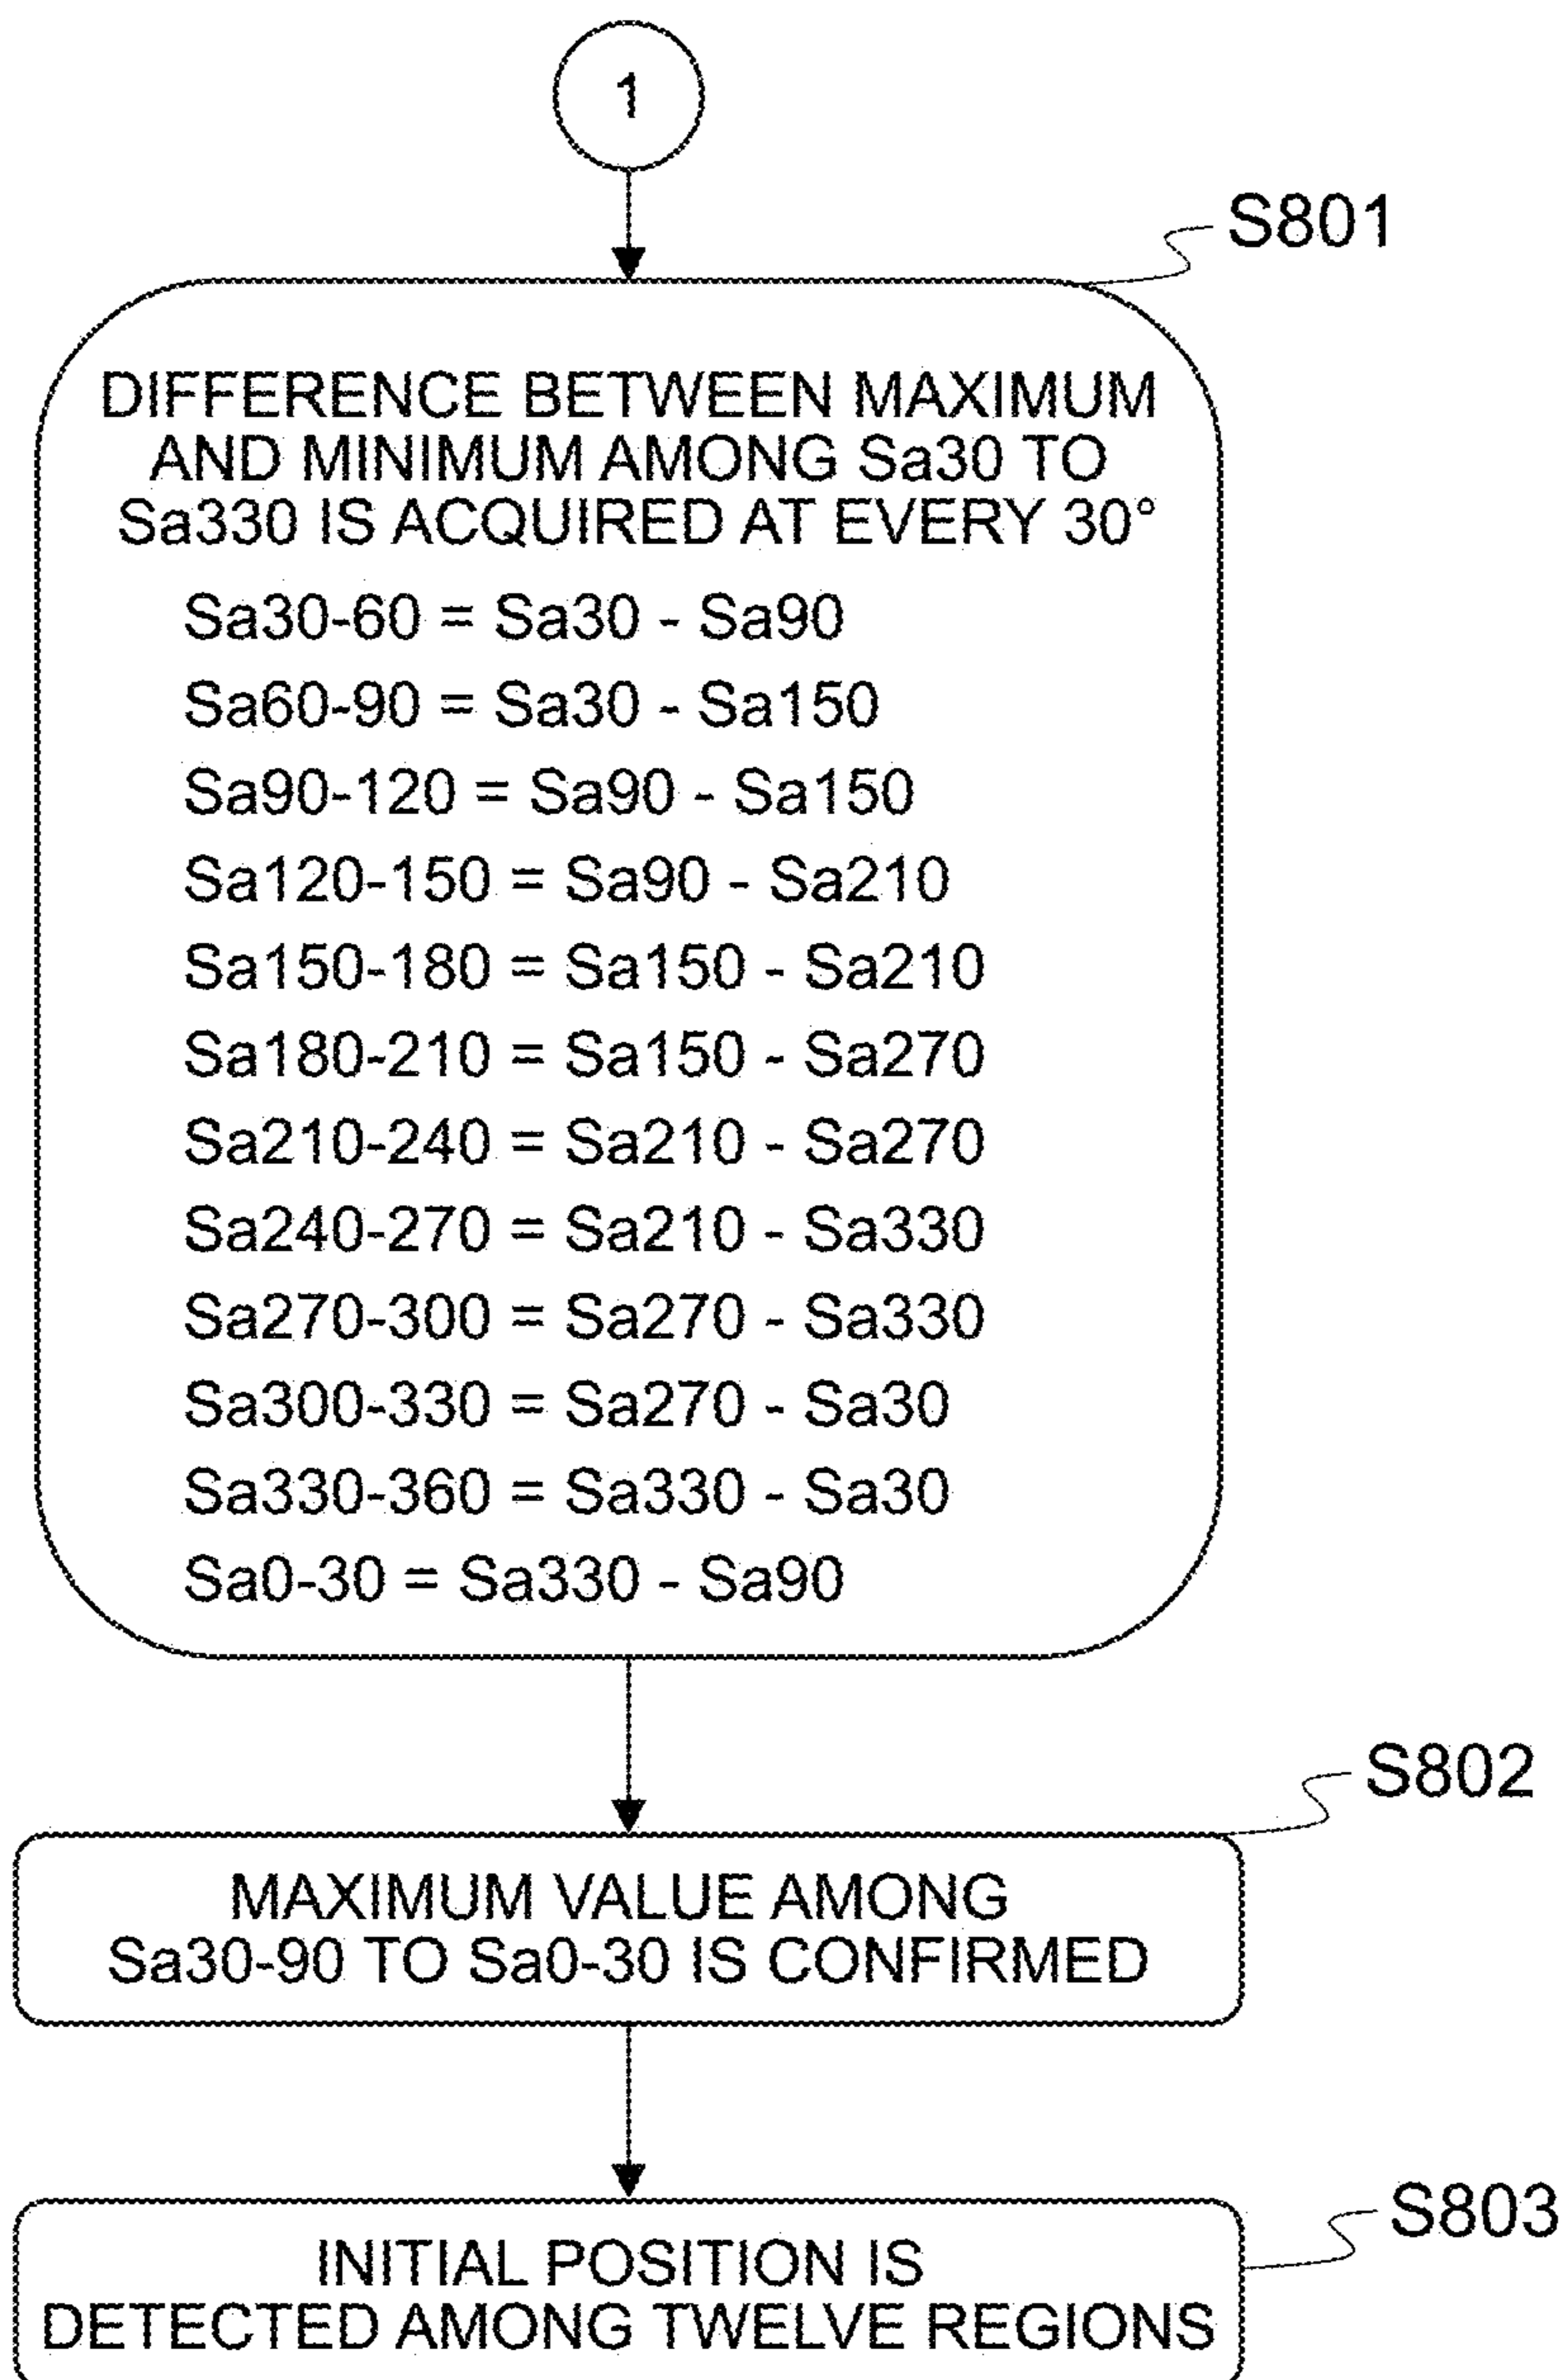 1
S801
DIFFERENCE BETWEEN MAXIMUM
AND MINIMUM AMONG Sa30 TO
Sa330 IS ACQUIRED AT EVERY 30°
Sa30-60 = Sa30 - Sa90
Sa60-90 = Sa30 - Sa150
Sa90-120 = Sa90 - Sa150
Sa120-150 = Sa90 - Sa210
Sa150-180 = Sa150 - Sa210
Sa180-210 = Sa150 - Sa270
Sa210-240 = Sa210 - Sa270
Sa240-270 = Sa210 - Sa330
Sa270-300 = Sa270 - Sa330
Sa300-330 = Sa270 - Sa30
Sa330-360 = Sa330 - Sa30
Sa0-30 = Sa330 - Sa90
S802
MAXIMUM VALUE AMONG
Sa30-90 TO Sa0-30 IS CONFIRMED
S803
INITIAL POSITION IS
DETECTED AMONG TWELVE REGIONS